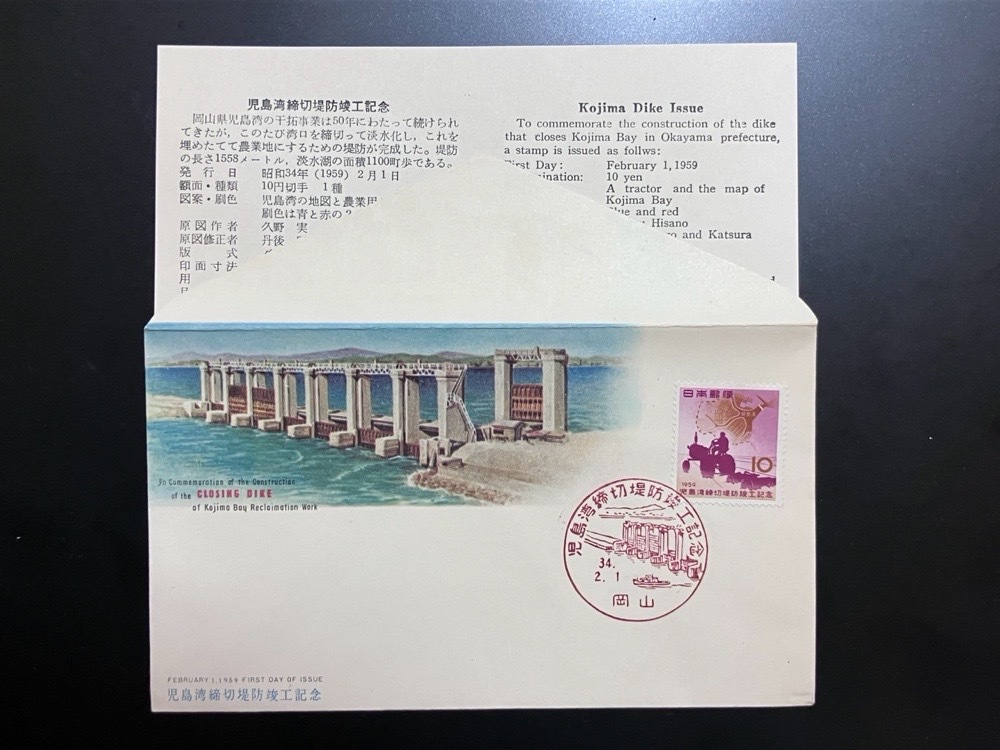 児島湾締切堤防竣工記念
岡山県児島湾の干拓事業は50年にわたって続けられ
てきたが，このたび湾口を締切って淡水化し，これを
埋めたてて農業地にするための堤防が完成した。堤防
の長さ1558メートル，淡水湖の面積1100町歩である。
発行日 昭和34年（1959）2月1日
額面・種類 10円切手 1種
図案・刷色 児島湾の地図と農業用
刷色は青と赤の2
原図作者 久野 実
原図修正者 丹後
版式
印面寸法
用
Kojima Dike Issue
To commemorate the construction of the dike
that closes Kojima Bay in Okayama prefecture,
a stamp is issued as follws:
First Day: February 1, 1959
ination: 10 yen
A tractor and the map of
Kojima Bay
Blue and red
Hisano
ro and Katsura
In Commemoration of the Construction
of the CLOSING DIKE
of Kojima Bay Reclaimation Work
日本郵便
10
1959
児島湾締切堤防竣工記念
児島湾締切堤防竣工記念
34.
2.1
岡山
FEBRUARY 1, 1959 FIRST DAY OF ISSUE
児島湾締切堤防竣工記念